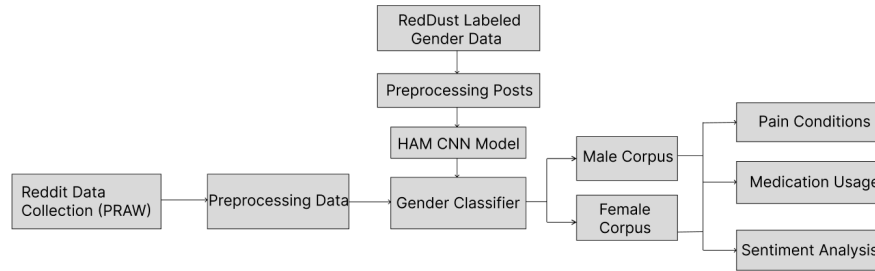 RedDust Labeled
Gender Data
Preprocessing Posts
HAM CNN Model
Reddit Data
Collection (PRAW)
Preprocessing Data
Gender Classifier
Male Corpus
Female
Corpus
Pain Conditions
Medication Usage
Sentiment Analysis